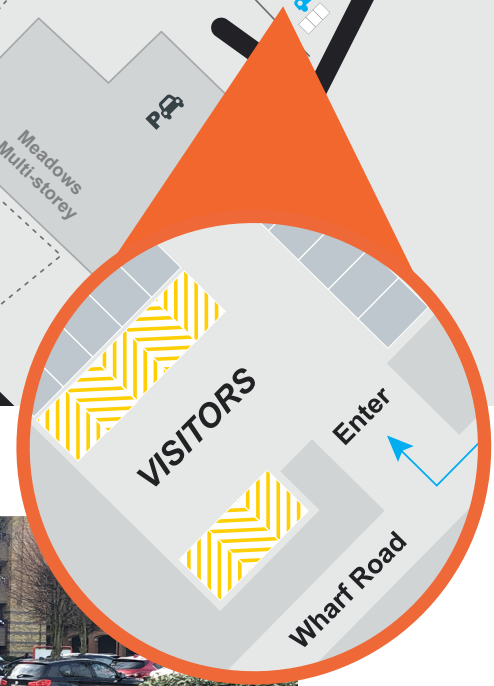 P
Meadows
Multi-storey
VISITORS
Enter
Wharf Road